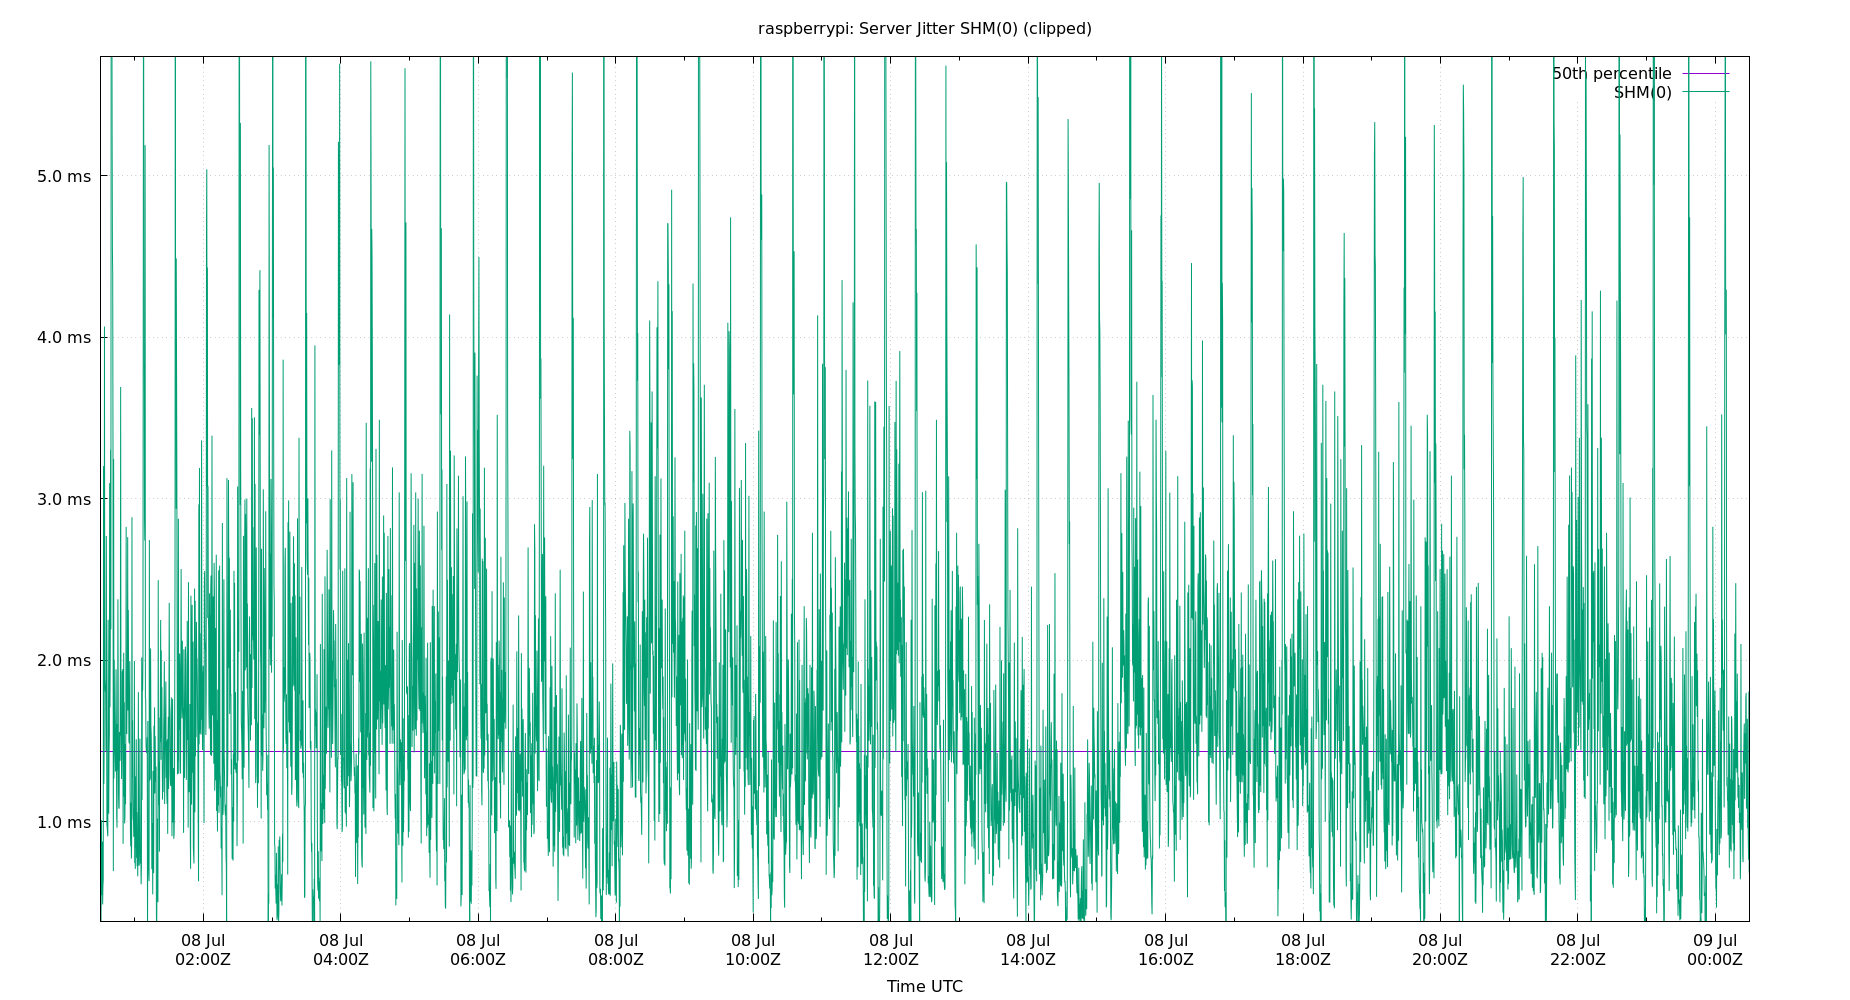 raspberrypi: Server Jitter SHM(0) (clipped)
50th percentile
SHM(0)
5.0 ms
4.0 ms
3.0 ms
2.0 ms
1.0 ms
08 Jul 08 Jul 08 Jul 08 Jul 08 Jul 08 Jul 08 Jul 08 Jul 08 Jul 08 Jul 08 Jul 09 Jul
02:00Z 04:00Z 06:00Z 08:00Z 10:00Z 12:00Z 14:00Z 16:00Z 18:00Z 20:00Z 22:00Z 00:00Z
Time UTC